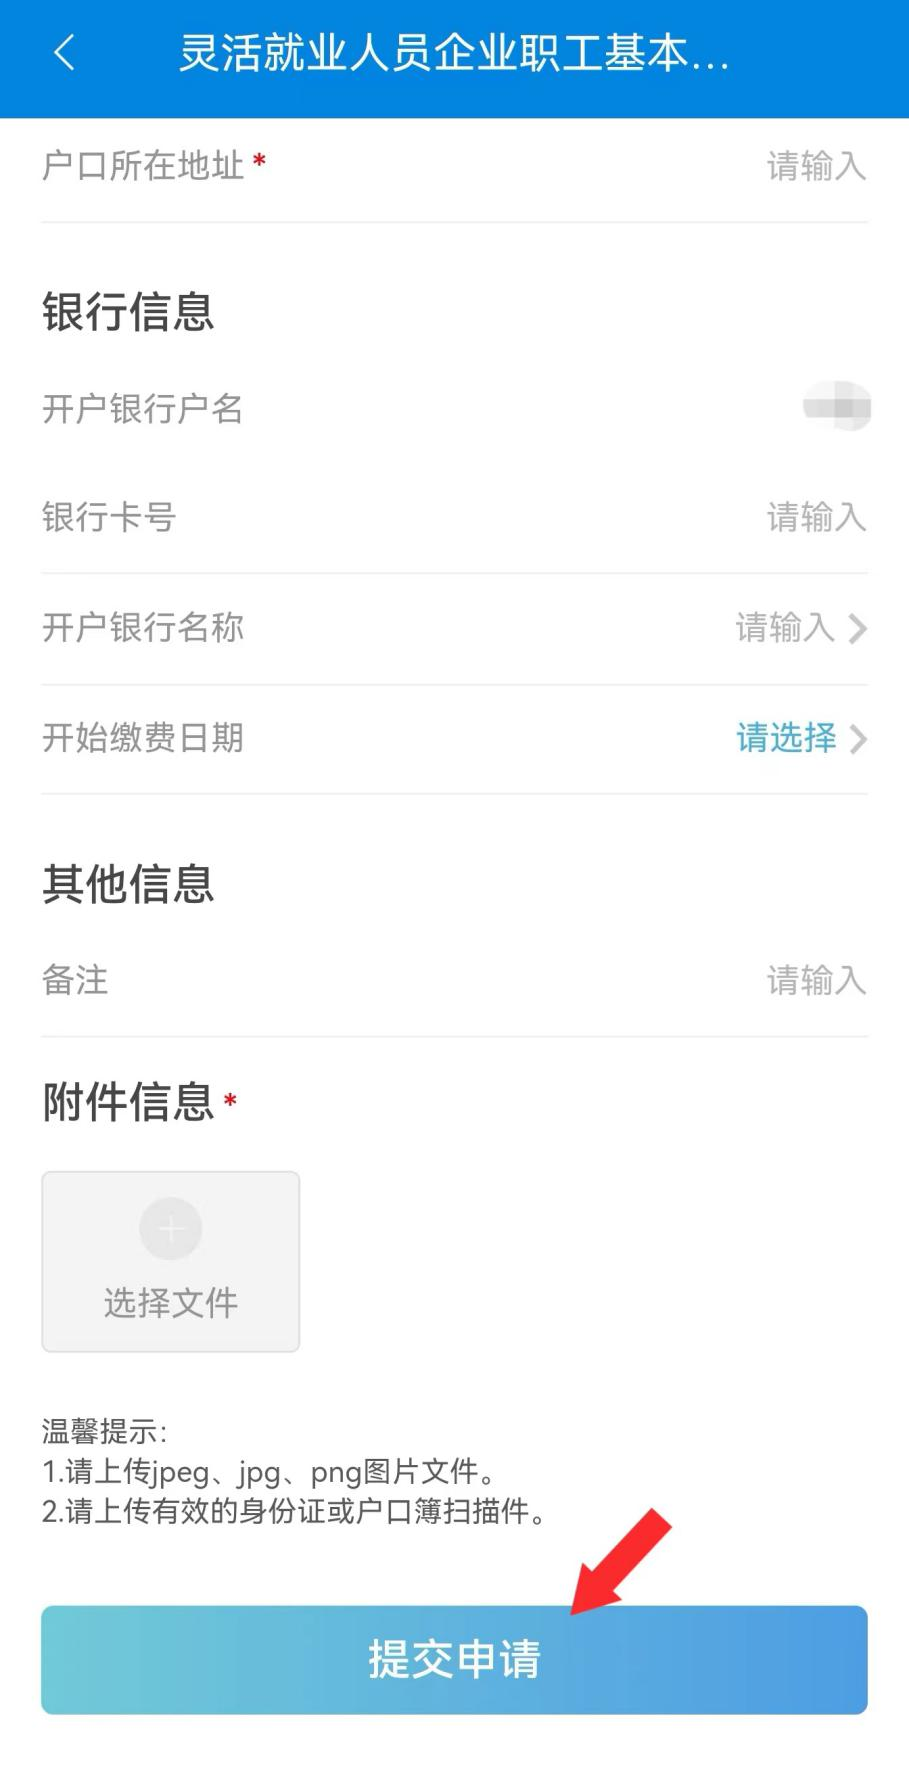 灵活就业人员企业职工基本...
户口所在地址* 请输入
银行信息
开户银行户名
银行卡号 请输入
开户银行名称 请输入
开始缴费日期 请选择
其他信息
备注 请输入
附件信息*
选择文件
温馨提示:
1.请上传jpeg、jpg、png图片文件。
2.请上传有效的身份证或户口簿扫描件。
提交申请